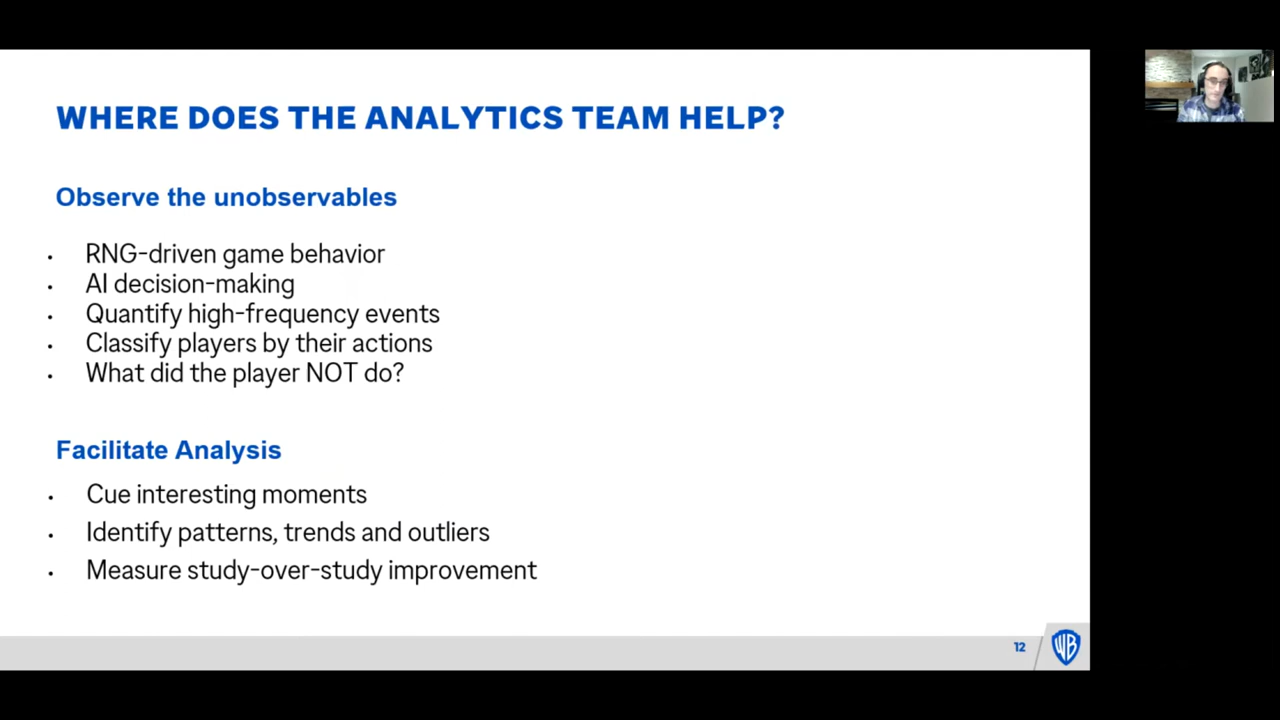 WHERE DOES THE ANALYTICS TEAM HELP?
Observe the unobservables
• RNG-driven game behavior
• AI decision-making
• Quantify high-frequency events
• Classify players by their actions
• What did the player NOT do?
Facilitate Analysis
• Cue interesting moments
• Identify patterns, trends and outliers
• Measure study-over-study improvement
12
WB